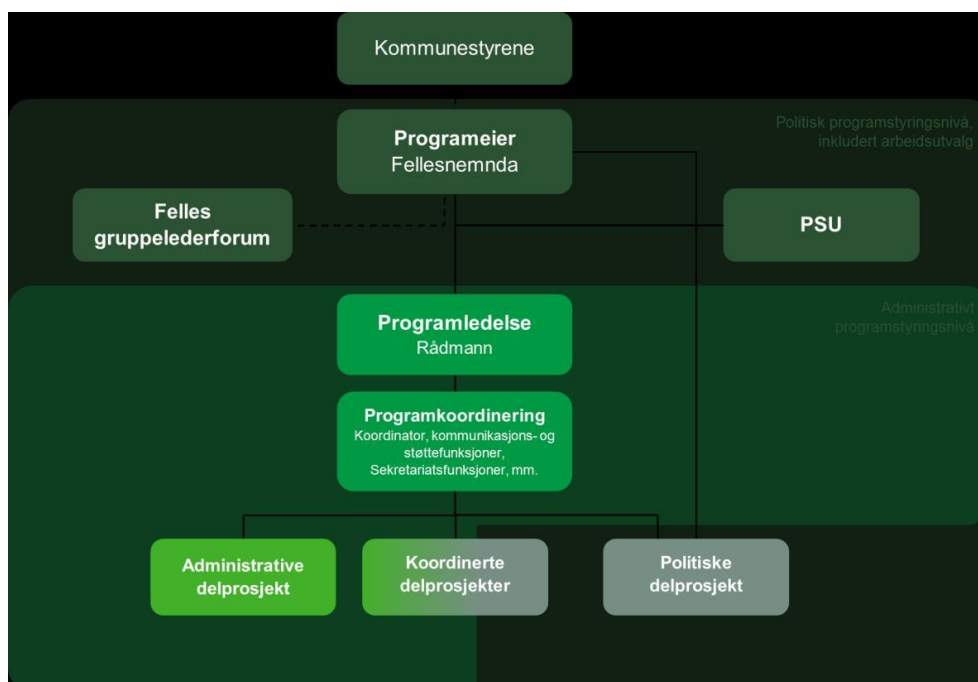 Kommunestyrene
Programeier
Fellesnemnda
Politisk programstyringsnivå,
inkludert arbeidsutvalg
Felles
gruppelederforum
PSU
Programledelse
Rådmann
Administrativt
programstyringsnivå
Programkoordinering
Koordinator, kommunikasjons- og
støttefunksjoner,
Sekretariatsfunksjoner, mm.
Administrative
delprosjekt
Koordinerte
delprosjekter
Politiske
delprosjekt